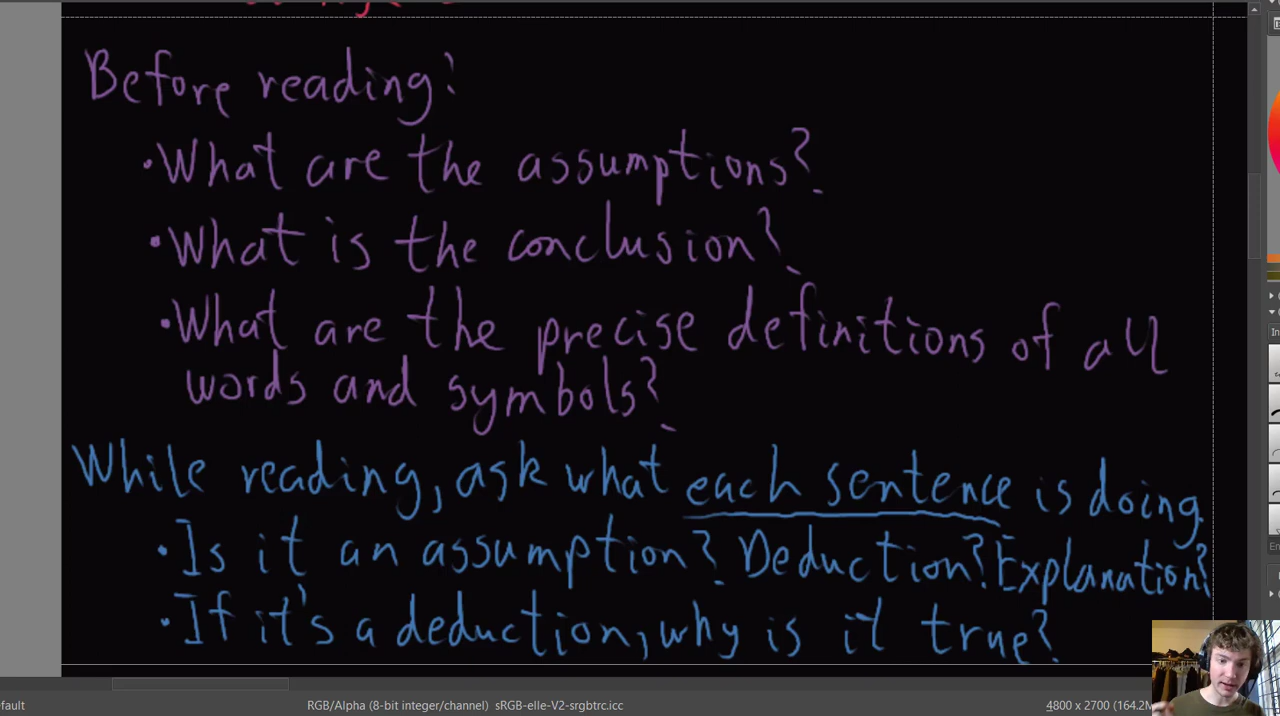 Before reading:
•What are the assumptions?
•What is the conclusion?
•What are the precise definitions of all
words and symbols?
While reading, ask what each sentence is doing.
•Is it an assumption? Deduction? Explanation?
•If it's a deduction, why is it true?
efault
RGB/Alpha (8-bit integer/channel) sRGB-elle-V2-srgbtrc.icc
4800 x 2700 (164.2M